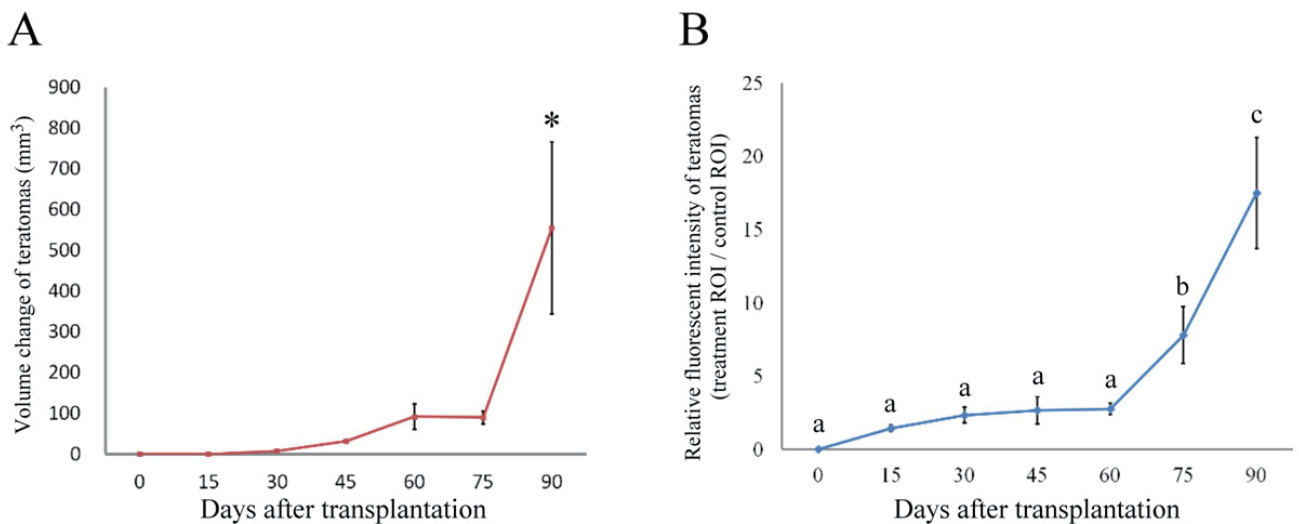 A
Volume change of teratomas (mm³)
900
800
700
600
500
400
300
200
100
0
*
0 15 30 45 60 75 90
Days after transplantation
B
Relative fluorescent intensity of teratomas
(treatment ROI / control ROI)
25
20
15
10
5
0
a a a a a b c
0 15 30 45 60 75 90
Days after transplantation